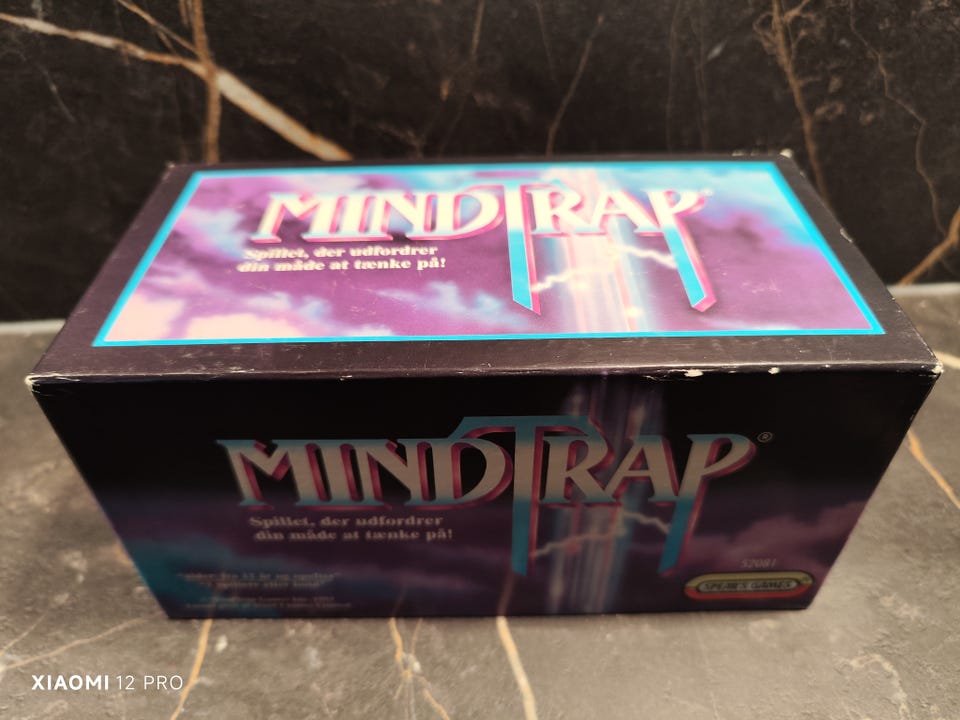 MINDTRAP®
Spillet, der udfordrer
din måde at tænke på!
MINDTRAP®
Spillet, der udfordrer
din måde at tænke på!
52081
SPEAR'S GAMES
XIAOMI 12 PRO